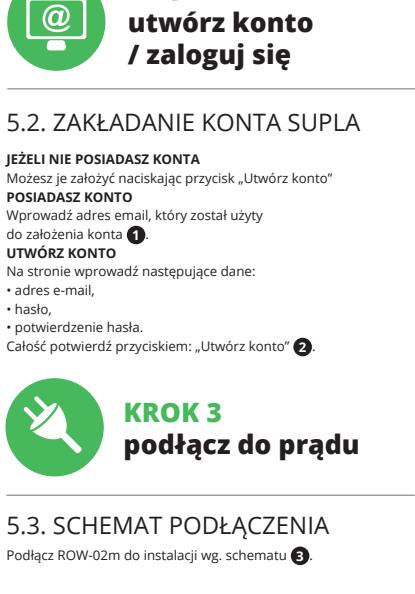 @
utwórz konto
/ zaloguj się
5.2. ZAKŁADANIE KONTA SUPLA
JEŻELI NIE POSIADASZ KONTA
Możesz je założyć naciskając przycisk „Utwórz konto”
POSIADASZ KONTO
Wprowadź adres email, który został użyty
do założenia konta 1.
UTWÓRZ KONTO
Na stronie wprowadź następujące dane:
• adres e-mail,
• hasło,
• potwierdzenie hasła.
Całość potwierdź przyciskiem: „Utwórz konto” 2.
KROK 3
podłącz do prądu
5.3. SCHEMAT PODŁĄCZENIA
Podłącz ROW-02m do instalacji wg. schematu 3.